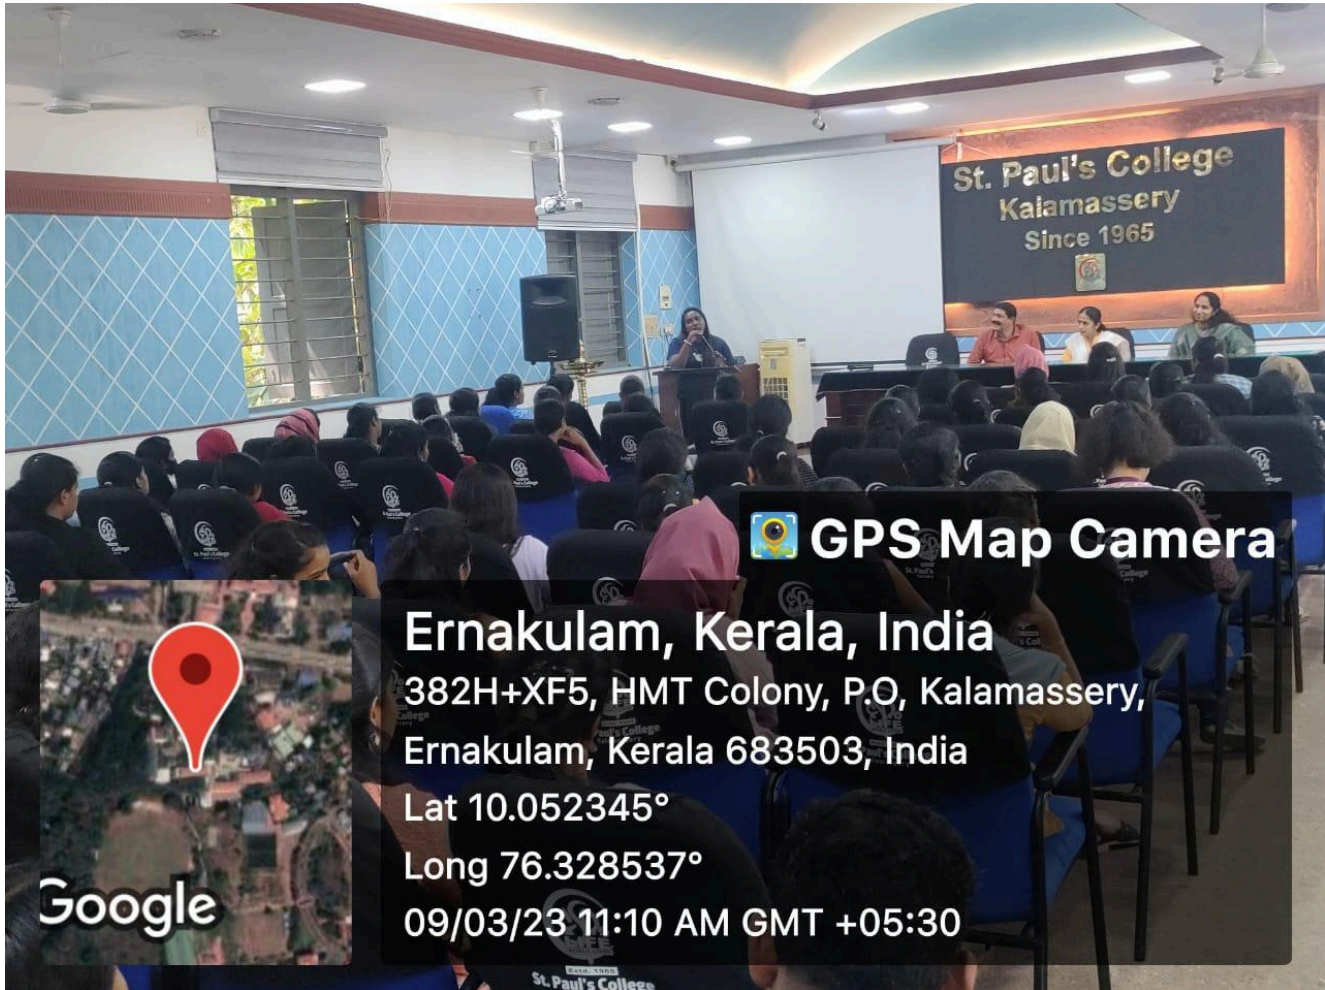 St. Paul's College
Kalamassery
Since 1965
GPS Map Camera
Ernakulam, Kerala, India
382H+XF5, HMT Colony, P.O, Kalamassery,
Ernakulam, Kerala 683503, India
Lat 10.052345°
Long 76.328537°
09/03/23 11:10 AM GMT +05:30
Google
Estd. 1965
St. Paul's College